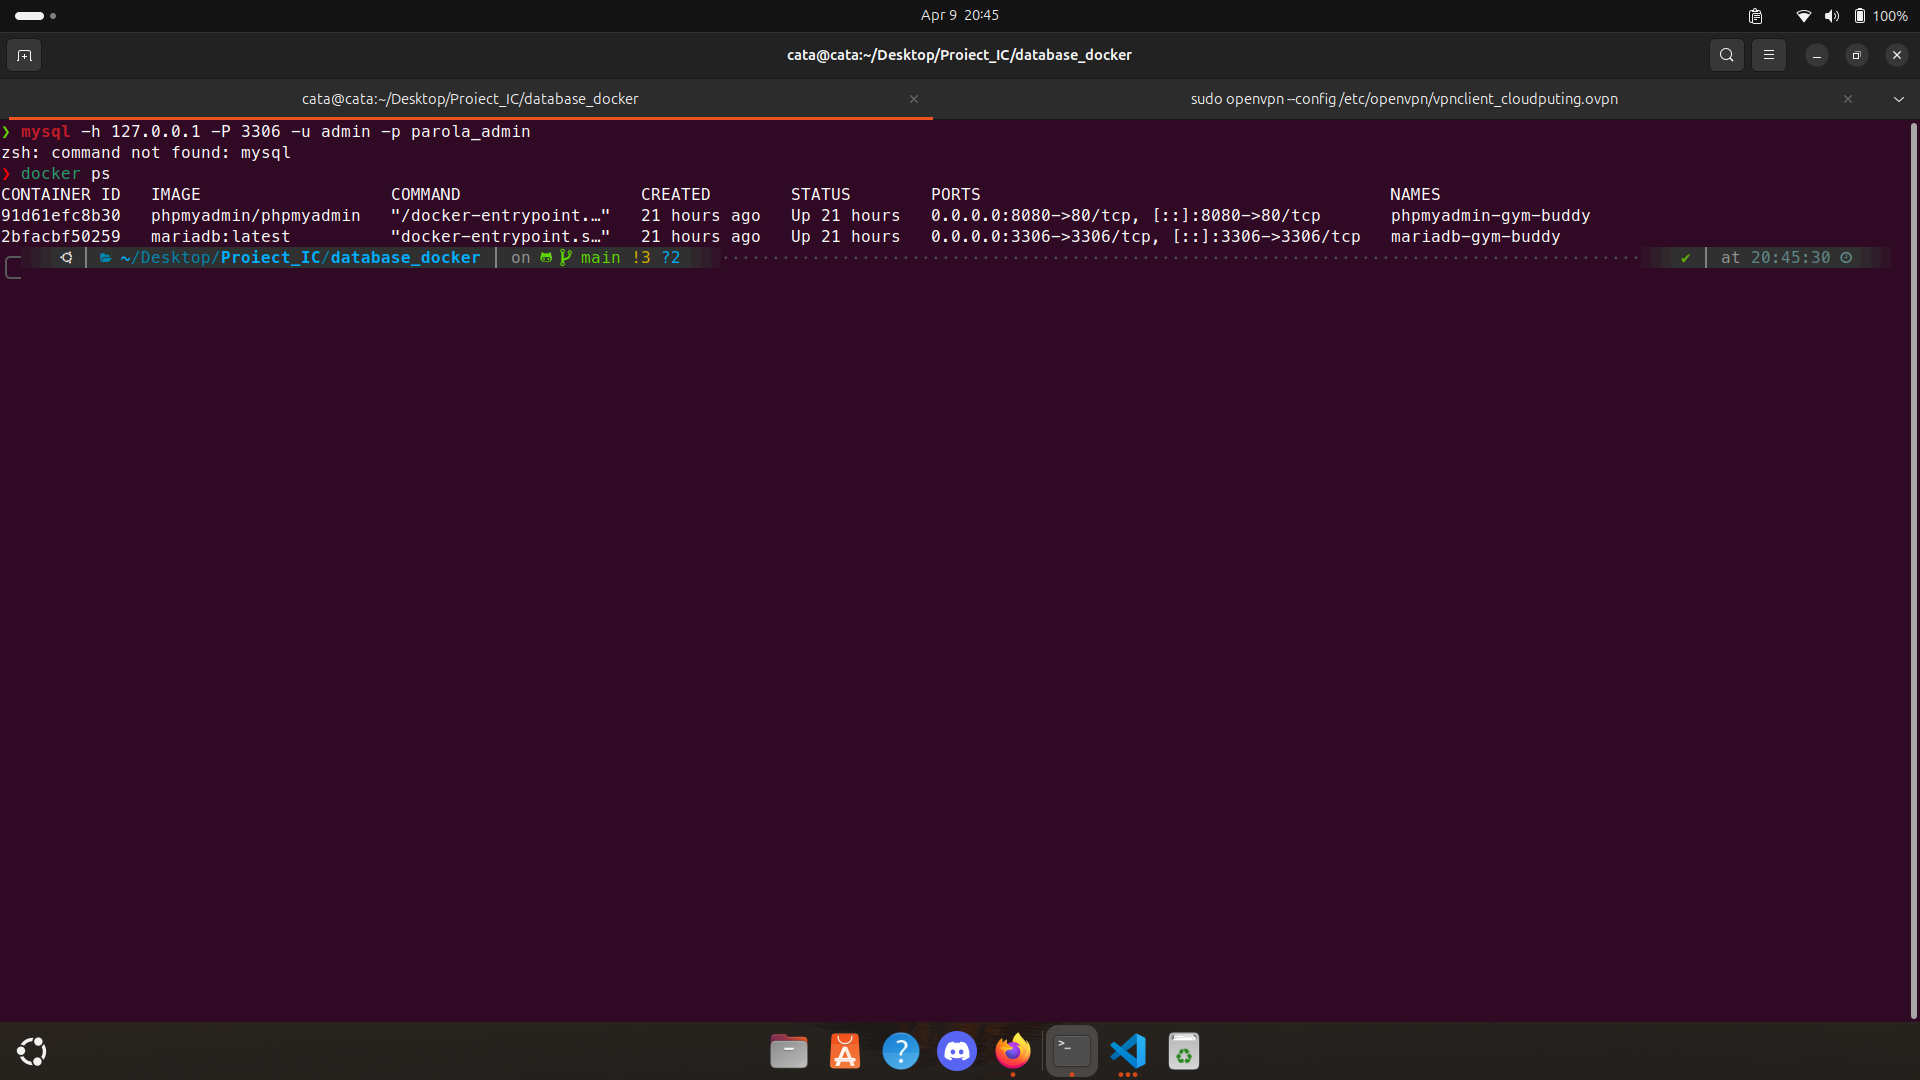 Apr 9 20:45
100%
cata@cata:~/Desktop/Proiect_IC/database_docker
cata@cata:~/Desktop/Proiect_IC/database_docker
sudo openvpn --config /etc/openvpn/vpnclient_cloudputing.ovpn
❯ mysql -h 127.0.0.1 -P 3306 -u admin -p parola_admin
zsh: command not found: mysql
❯ docker ps
CONTAINER ID   IMAGE                   COMMAND                  CREATED        STATUS        PORTS                                         NAMES
91d61efc8b30   phpmyadmin/phpmyadmin   "/docker-entrypoint.…"   21 hours ago   Up 21 hours   0.0.0.0:8080->80/tcp, [::]:8080->80/tcp       phpmyadmin-gym-buddy
2bfacbf50259   mariadb:latest          "docker-entrypoint.s…"   21 hours ago   Up 21 hours   0.0.0.0:3306->3306/tcp, [::]:3306->3306/tcp   mariadb-gym-buddy
~/Desktop/Proiect_IC/database_docker on main !3 ?2 ✔ at 20:45:30